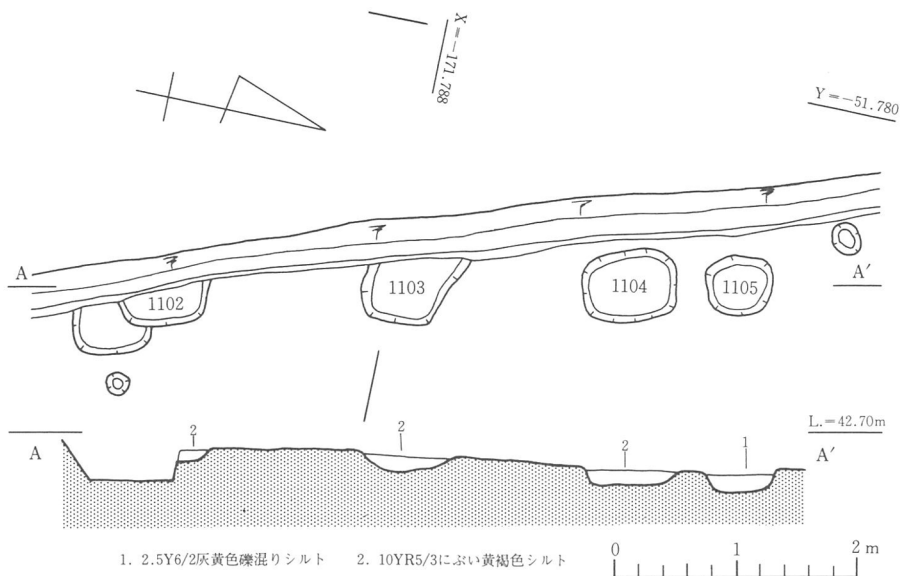 X=-171.788
Y=-51.780
A
A′
1102
1103
1104
1105
L.=42.70m
A
A′
2
2
2
1
1. 2.5Y6/2灰黄色礫混りシルト 2. 10YR5/3にぶい黄褐色シルト
0 1 2 m